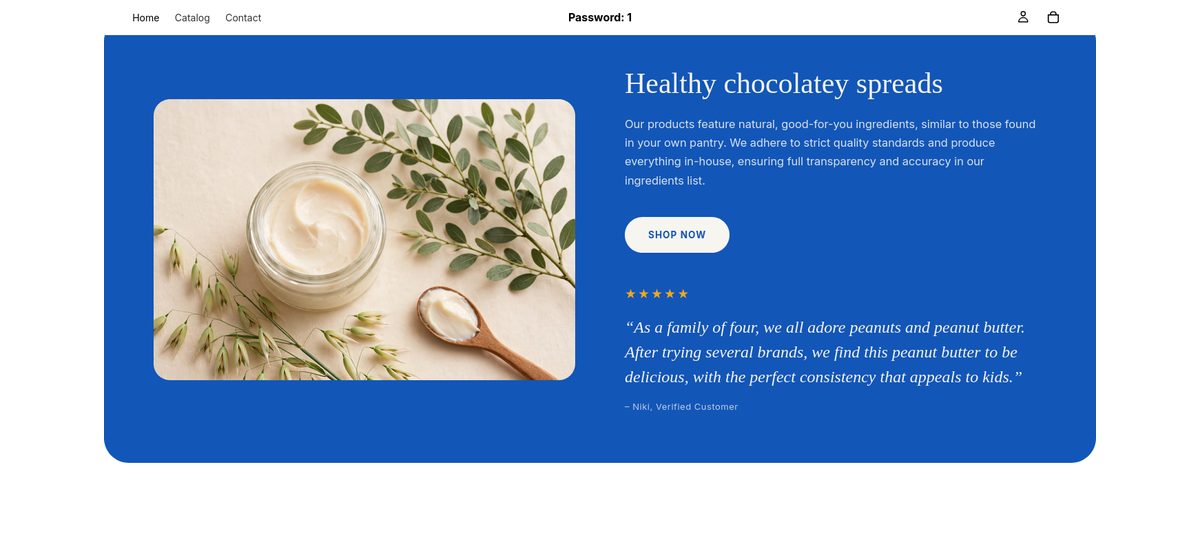 Home Catalog Contact Password: 1
Healthy chocolatey spreads
Our products feature natural, good-for-you ingredients, similar to those found
in your own pantry. We adhere to strict quality standards and produce
everything in-house, ensuring full transparency and accuracy in our
ingredients list.
SHOP NOW
★★★★★
“As a family of four, we all adore peanuts and peanut butter.
After trying several brands, we find this peanut butter to be
delicious, with the perfect consistency that appeals to kids.”
– Niki, Verified Customer